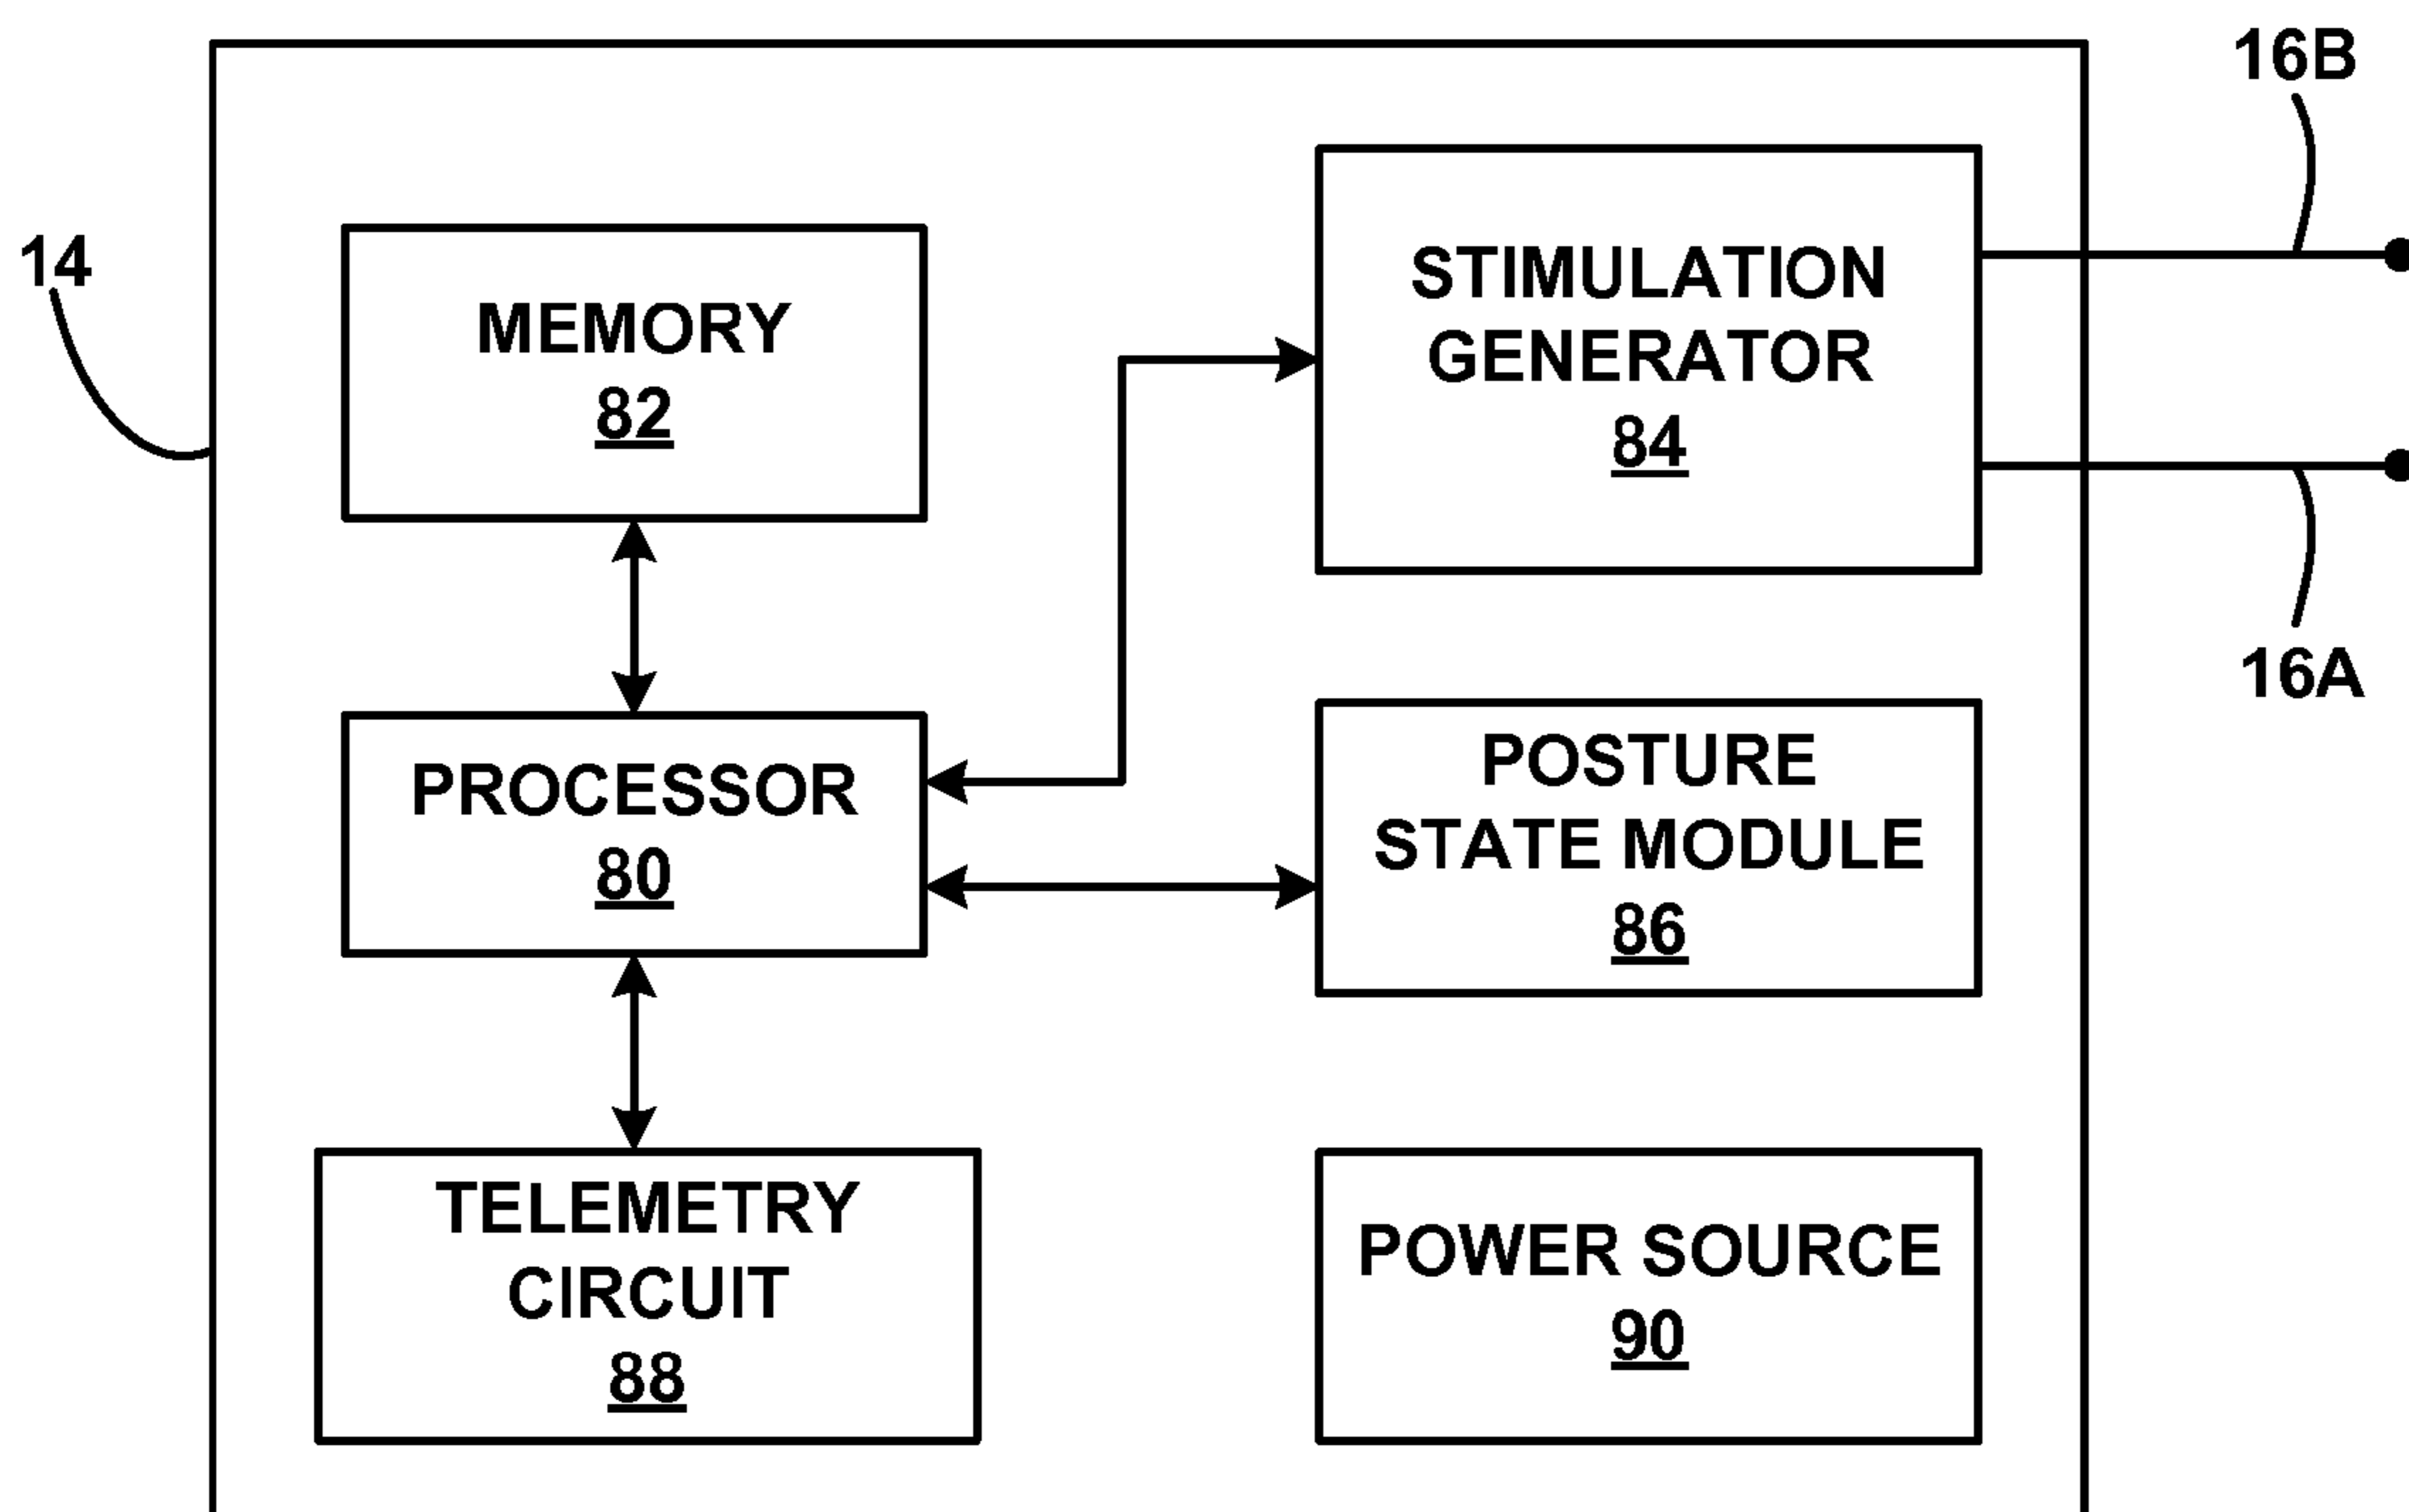 16B
14
MEMORY
82
STIMULATION
GENERATOR
84
16A
PROCESSOR
80
POSTURE
STATE MODULE
86
TELEMETRY
CIRCUIT
88
POWER SOURCE
90